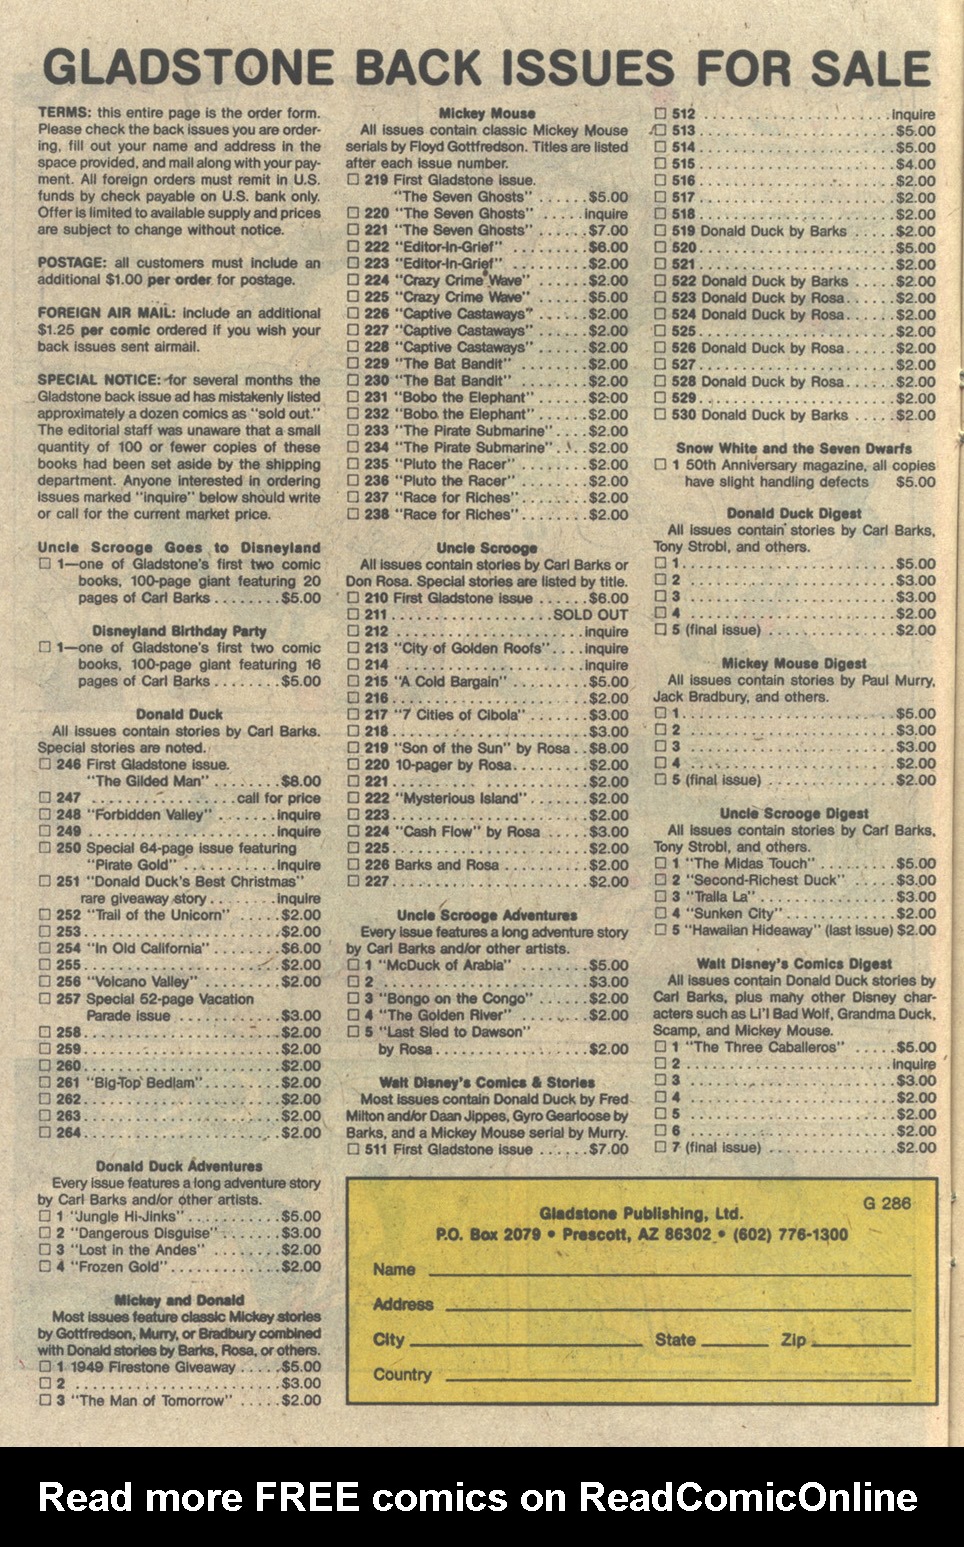 GLADSTONE BACK ISSUES FOR SALE
TERMS: this entire page is the order form.
Please check the back issues you are order-
ing, fill out your name and address in the
space provided, and mail along with your pay-
ment. All foreign orders must remit in U.S.
funds by check payable on U.S. bank only.
Offer is limited to available supply and prices
are subject to change without notice.
POSTAGE: all customers must include an
additional $1.00 per order for postage.
FOREIGN AIR MAIL: include an additional
$1.25 per comic ordered if you wish your
back issues sent airmail.
SPECIAL NOTICE: for several months the
Gladstone back issue ad has mistakenly listed
approximately a dozen comics as "sold out."
The editorial staff was unaware that a small
quantity of 100 or fewer copies of these
books had been set aside by the shipping
department. Anyone interested in ordering
issues marked "inquire" below should write
or call for the current market price.
Uncle Scrooge Goes to Disneyland
☐ 1—one of Gladstone's first two comic
books, 100-page giant featuring 20
pages of Carl Barks ........ $5.00
Disneyland Birthday Party
☐ 1—one of Gladstone's first two comic
books, 100-page giant featuring 16
pages of Carl Barks ........ $5.00
Donald Duck
All issues contain stories by Carl Barks.
Special stories are noted.
☐ 246 First Gladstone issue.
"The Gilded Man" ........ $8.00
☐ 247 ........ call for price
☐ 248 "Forbidden Valley" ........ inquire
☐ 249 ........ inquire
☐ 250 Special 64-page issue featuring
"Pirate Gold" ........ inquire
☐ 251 "Donald Duck's Best Christmas"
rare giveaway story ........ inquire
☐ 252 "Trail of the Unicorn" ........ $2.00
☐ 253 ........ $2.00
☐ 254 "In Old California" ........ $6.00
☐ 255 ........ $2.00
☐ 256 "Volcano Valley" ........ $2.00
☐ 257 Special 52-page Vacation
Parade issue ........ $3.00
☐ 258 ........ $2.00
☐ 259 ........ $2.00
☐ 260 ........ $2.00
☐ 261 "Big-Top Bedlam" ........ $2.00
☐ 262 ........ $2.00
☐ 263 ........ $2.00
☐ 264 ........ $2.00
Donald Duck Adventures
Every issue features a long adventure story
by Carl Barks and/or other artists.
☐ 1 "Jungle Hi-Jinks" ........ $5.00
☐ 2 "Dangerous Disguise" ........ $3.00
☐ 3 "Lost in the Andes" ........ $2.00
☐ 4 "Frozen Gold" ........ $2.00
Mickey and Donald
Most issues feature classic Mickey stories
by Gottfredson, Murry, or Bradbury combined
with Donald stories by Barks, Rosa, or others.
☐ 1 1949 Firestone Giveaway ..... $5.00
☐ 2 ........ $3.00
☐ 3 "The Man of Tomorrow" ..... $2.00
Mickey Mouse
All issues contain classic Mickey Mouse
serials by Floyd Gottfredson. Titles are listed
after each issue number.
☐ 219 First Gladstone issue.
"The Seven Ghosts" ...... $5.00
☐ 220 "The Seven Ghosts" ..... inquire
☐ 221 "The Seven Ghosts" ...... $7.00
☐ 222 "Editor-In-Grief" ........ $6.00
☐ 223 "Editor-In-Grief" ........ $2.00
☐ 224 "Crazy Crime Wave" ...... $2.00
☐ 225 "Crazy Crime Wave" ...... $5.00
☐ 226 "Captive Castaways" ...... $2.00
☐ 227 "Captive Castaways" ...... $2.00
☐ 228 "Captive Castaways" ...... $2.00
☐ 229 "The Bat Bandit" ........ $2.00
☐ 230 "The Bat Bandit" ........ $2.00
☐ 231 "Bobo the Elephant" ...... $2.00
☐ 232 "Bobo the Elephant" ...... $2.00
☐ 233 "The Pirate Submarine" .... $2.00
☐ 234 "The Pirate Submarine" .... $2.00
☐ 235 "Pluto the Racer" ........ $2.00
☐ 236 "Pluto the Racer" ........ $2.00
☐ 237 "Race for Riches" ........ $2.00
☐ 238 "Race for Riches" ........ $2.00
Uncle Scrooge
All issues contain stories by Carl Barks or
Don Rosa. Special stories are listed by title.
☐ 210 First Gladstone issue ...... $6.00
☐ 211 ........ SOLD OUT
☐ 212 ........ inquire
☐ 213 "City of Golden Roofs" .... inquire
☐ 214 ........ inquire
☐ 215 "A Cold Bargain" ........ $5.00
☐ 216 ........ $2.00
☐ 217 "7 Cities of Cibola" ....... $3.00
☐ 218 ........ $3.00
☐ 219 "Son of the Sun" by Rosa .. $8.00
☐ 220 10-pager by Rosa ......... $2.00
☐ 221 ........ $2.00
☐ 222 "Mysterious Island" ....... $2.00
☐ 223 ........ $2.00
☐ 224 "Cash Flow" by Rosa ..... $3.00
☐ 225 ........ $2.00
☐ 226 Barks and Rosa ......... $2.00
☐ 227 ........ $2.00
Uncle Scrooge Adventures
Every issue features a long adventure story
by Carl Barks and/or other artists.
☐ 1 "McDuck of Arabia" ........ $5.00
☐ 2 ........ $3.00
☐ 3 "Bongo on the Congo" ...... $2.00
☐ 4 "The Golden River" ........ $2.00
☐ 5 "Last Sled to Dawson"
by Rosa ........ $2.00
Walt Disney's Comics & Stories
Most issues contain Donald Duck by Fred
Milton and/or Daan Jippes, Gyro Gearloose by
Barks, and a Mickey Mouse serial by Murry.
☐ 511 First Gladstone issue ...... $7.00
☐ 512 ........ inquire
☐ 513 ........ $5.00
☐ 514 ........ $5.00
☐ 515 ........ $4.00
☐ 516 ........ $2.00
☐ 517 ........ $2.00
☐ 518 ........ $2.00
☐ 519 Donald Duck by Barks ..... $2.00
☐ 520 ........ $5.00
☐ 521 ........ $2.00
☐ 522 Donald Duck by Barks ..... $2.00
☐ 523 Donald Duck by Rosa ...... $2.00
☐ 524 Donald Duck by Rosa ...... $2.00
☐ 525 ........ $2.00
☐ 526 Donald Duck by Rosa ...... $2.00
☐ 527 ........ $2.00
☐ 528 Donald Duck by Rosa ...... $2.00
☐ 529 ........ $2.00
☐ 530 Donald Duck by Barks ..... $2.00
Snow White and the Seven Dwarfs
☐ 1 50th Anniversary magazine, all copies
have slight handling defects $5.00
Donald Duck Digest
All issues contain stories by Carl Barks,
Tony Strobl, and others.
☐ 1 ........ $5.00
☐ 2 ........ $3.00
☐ 3 ........ $3.00
☐ 4 ........ $2.00
☐ 5 (final issue) ........ $2.00
Mickey Mouse Digest
All issues contain stories by Paul Murry,
Jack Bradbury, and others.
☐ 1 ........ $5.00
☐ 2 ........ $3.00
☐ 3 ........ $3.00
☐ 4 ........ $2.00
☐ 5 (final issue) ........ $2.00
Uncle Scrooge Digest
All issues contain stories by Carl Barks,
Tony Strobl, and others.
☐ 1 "The Midas Touch" ........ $5.00
☐ 2 "Second-Richest Duck" ..... $3.00
☐ 3 "Tralla La" ........ $3.00
☐ 4 "Sunken City" ........ $2.00
☐ 5 "Hawaiian Hideaway" (last issue) $2.00
Walt Disney's Comics Digest
All issues contain Donald Duck stories by
Carl Barks, plus many other Disney char-
acters such as Li'l Bad Wolf, Grandma Duck,
Scamp, and Mickey Mouse.
☐ 1 "The Three Caballeros" ..... $5.00
☐ 2 ........ inquire
☐ 3 ........ $3.00
☐ 4 ........ $2.00
☐ 5 ........ $2.00
☐ 6 ........ $2.00
☐ 7 (final issue) ........ $2.00
G 286
Gladstone Publishing, Ltd.
P.O. Box 2079 • Prescott, AZ 86302 • (602) 776-1300
Name
Address
City State Zip
Country
Read more FREE comics on ReadComicOnline